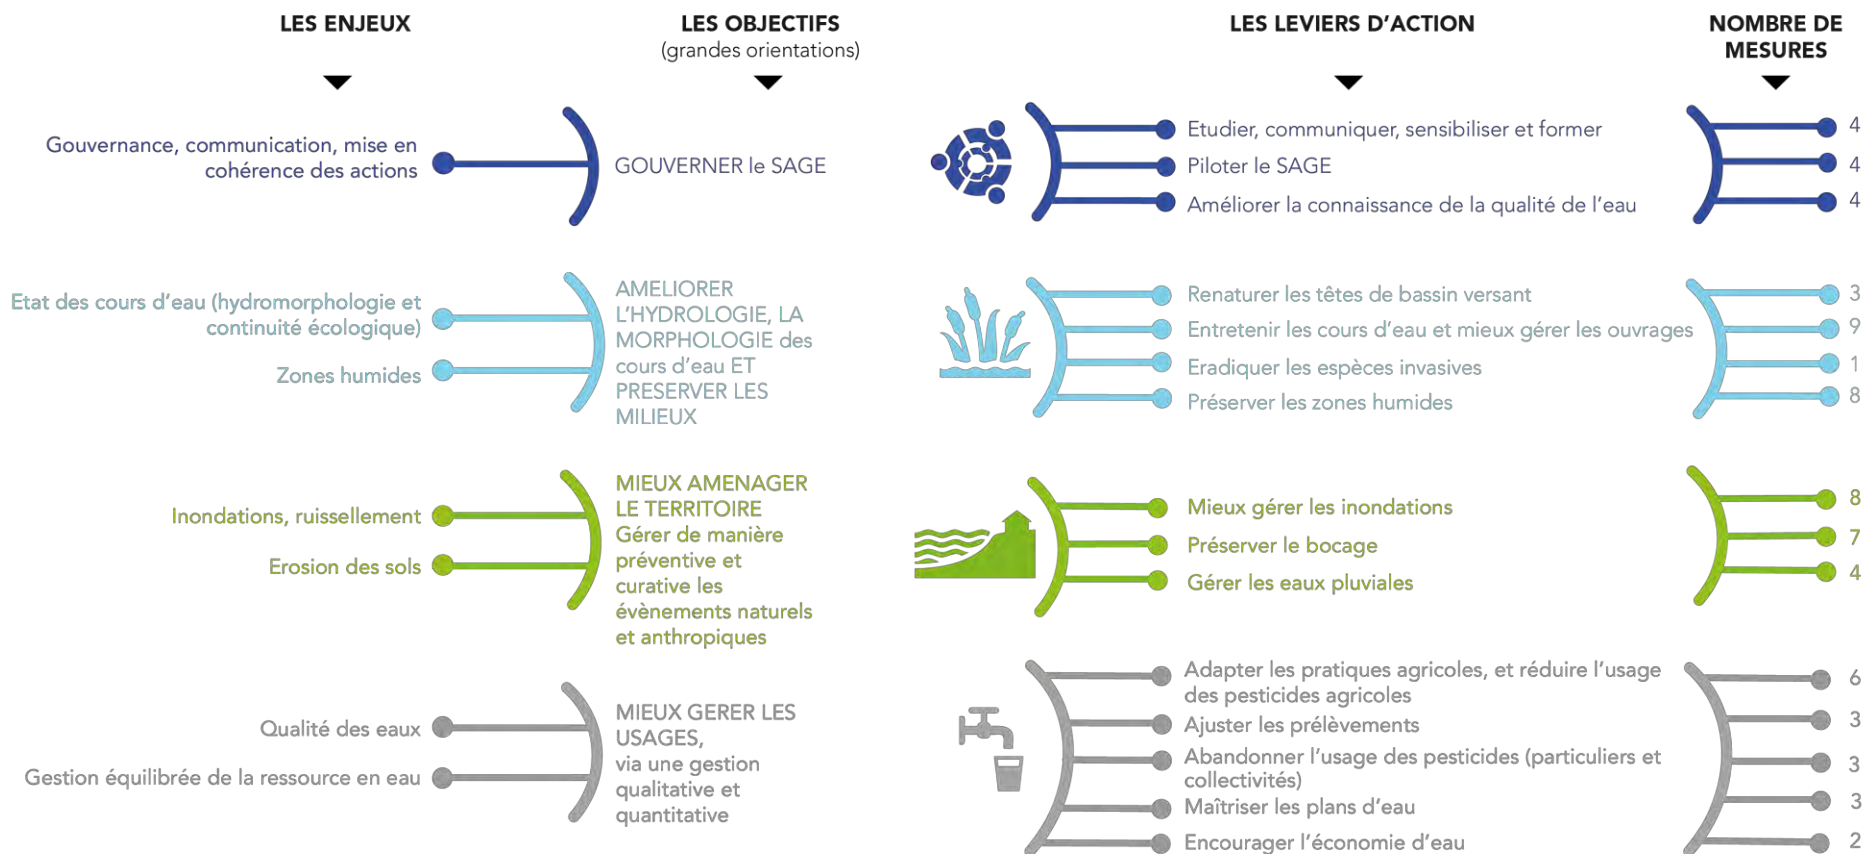 LES ENJEUX
LES OBJECTIFS
(grandes orientations)
LES LEVIERS D'ACTION
NOMBRE DE
MESURES
Gouvernance, communication, mise en
cohérence des actions
GOUVERNER le SAGE
Etudier, communiquer, sensibiliser et former
4
Piloter le SAGE
4
Améliorer la connaissance de la qualité de l'eau
4
Etat des cours d'eau (hydromorphologie et
continuité écologique)
Zones humides
AMELIORER
L'HYDROLOGIE, LA
MORPHOLOGIE des
cours d'eau ET
PRESERVER LES
MILIEUX
Renaturer les têtes de bassin versant
3
Entretenir les cours d'eau et mieux gérer les ouvrages
9
Eradiquer les espèces invasives
1
Préserver les zones humides
8
Inondations, ruissellement
Erosion des sols
MIEUX AMENAGER
LE TERRITOIRE
Gérer de manière
préventive et
curative les
évènements naturels
et anthropiques
Mieux gérer les inondations
8
Préserver le bocage
7
Gérer les eaux pluviales
4
Qualité des eaux
Gestion équilibrée de la ressource en eau
MIEUX GERER LES
USAGES,
via une gestion
qualitative et
quantitative
Adapter les pratiques agricoles, et réduire l'usage
des pesticides agricoles
6
Ajuster les prélèvements
3
Abandonner l'usage des pesticides (particuliers et
collectivités)
3
Maîtriser les plans d'eau
3
Encourager l'économie d'eau
2